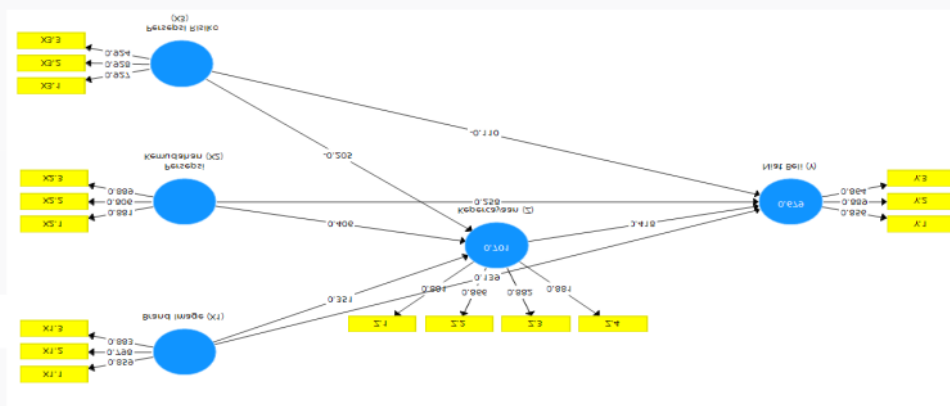 X1.1
0.859
X1.2
0.798
X1.3
0.883
Brand Image (X1)
Z.1
Z.2
Z.3
Z.4
0.881
0.866
0.882
0.881
0.351
0.139
0.701
Kepercayaan (Z)
0.406
0.418
0.258
X2.1
0.881
X2.2
0.806
X2.3
0.889
Persepsi
Kemudahan (X2)
0.856
Y.1
0.679
0.889
Y.2
0.864
Y.3
Niat Beli (Y)
-0.205
-0.110
X3.1
0.927
X3.2
0.928
X3.3
0.924
Persepsi Risiko
(X3)